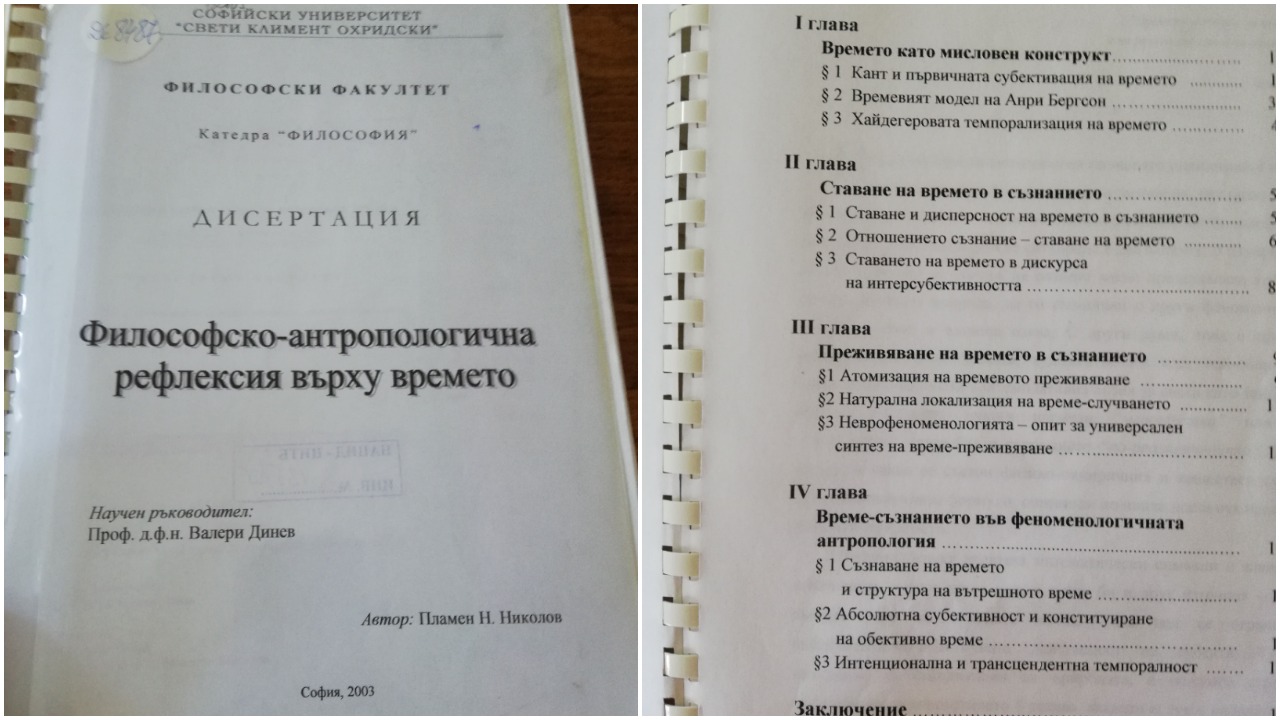 СОФИЙСКИ УНИВЕРСИТЕТ
"СВЕТИ КЛИМЕНТ ОХРИДСКИ"
ФИЛОСОФСКИ ФАКУЛТЕТ
Катедра "ФИЛОСОФИЯ"
ДИСЕРТАЦИЯ
Философско-антропологична
рефлексия върху времето
Научен ръководител:
Проф. д.ф.н. Валери Динев
Автор: Пламен Н. Николов
София, 2003
I глава
Времето като мисловен конструкт
§ 1 Кант и първичната субективация на времето
§ 2 Времевият модел на Анри Бергсон
§ 3 Хайдегеровата темпорализация на времето
II глава
Ставане на времето в съзнанието
§ 1 Ставане и дисперсност на времето в съзнанието
§ 2 Отношението съзнание – ставане на времето
§ 3 Ставането на времето в дискурса
на интерсубективността
III глава
Преживяване на времето в съзнанието
§1 Атомизация на времевото преживяване
§2 Натурална локализация на време-случването
§3 Неврофеноменологията – опит за универсален
синтез на време-преживяване
IV глава
Време-съзнанието във феноменологичната
антропология
§ 1 Съзнаване на времето
и структура на вътрешното време
§2 Абсолютна субективност и конституиране
на обективно време
§3 Интенционална и трансцендентна темпоралност
Заключение